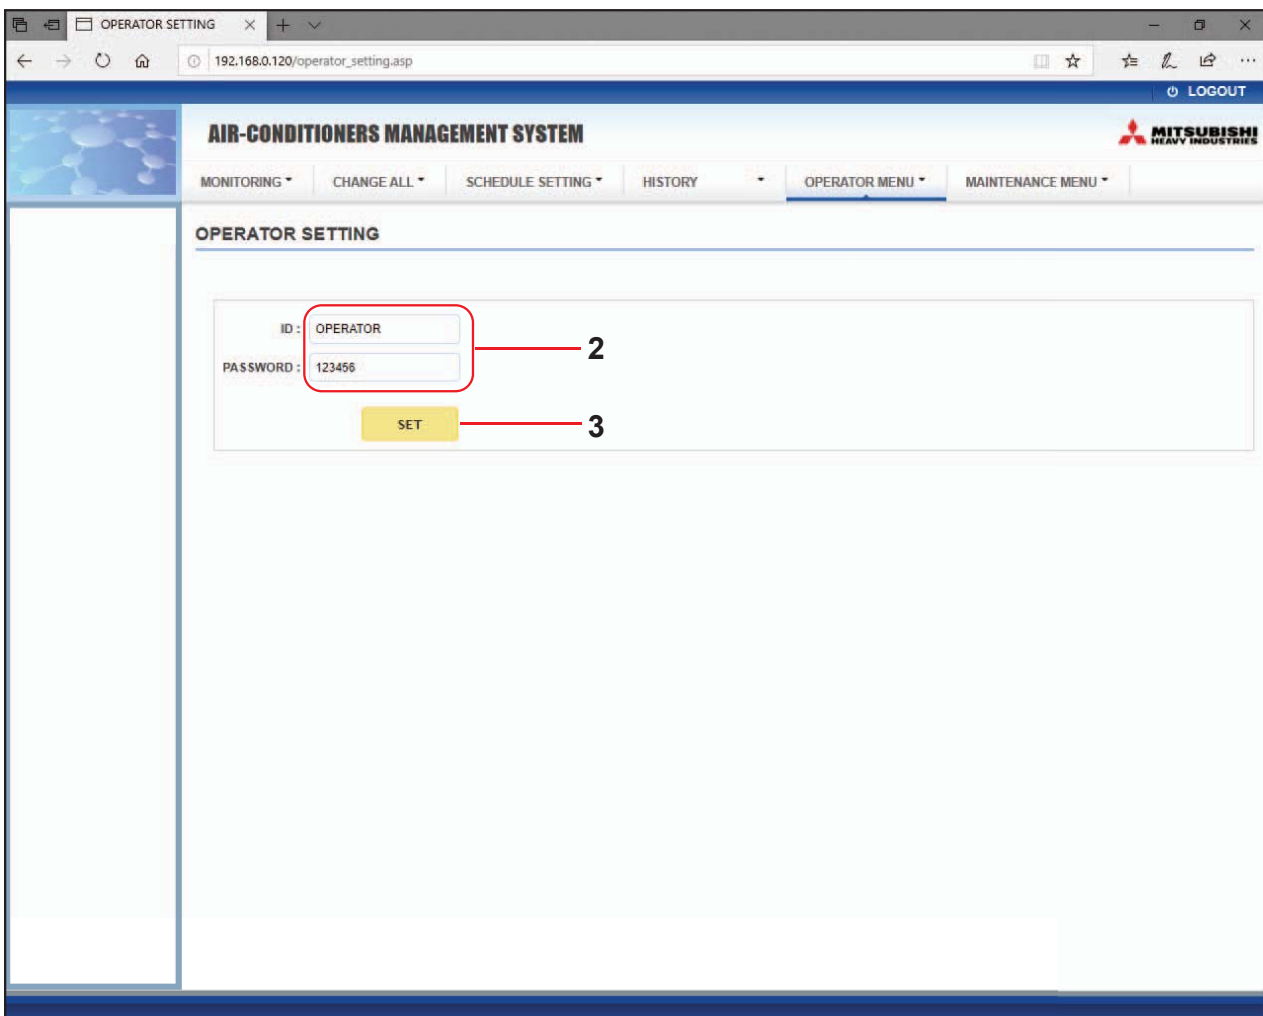 OPERATOR SETTING
192.168.0.120/operator_setting.asp
LOGOUT
AIR-CONDITIONERS MANAGEMENT SYSTEM
MITSUBISHI
HEAVY INDUSTRIES
MONITORING CHANGE ALL SCHEDULE SETTING HISTORY OPERATOR MENU MAINTENANCE MENU
OPERATOR SETTING
ID : OPERATOR
2
PASSWORD : 123456
SET
3